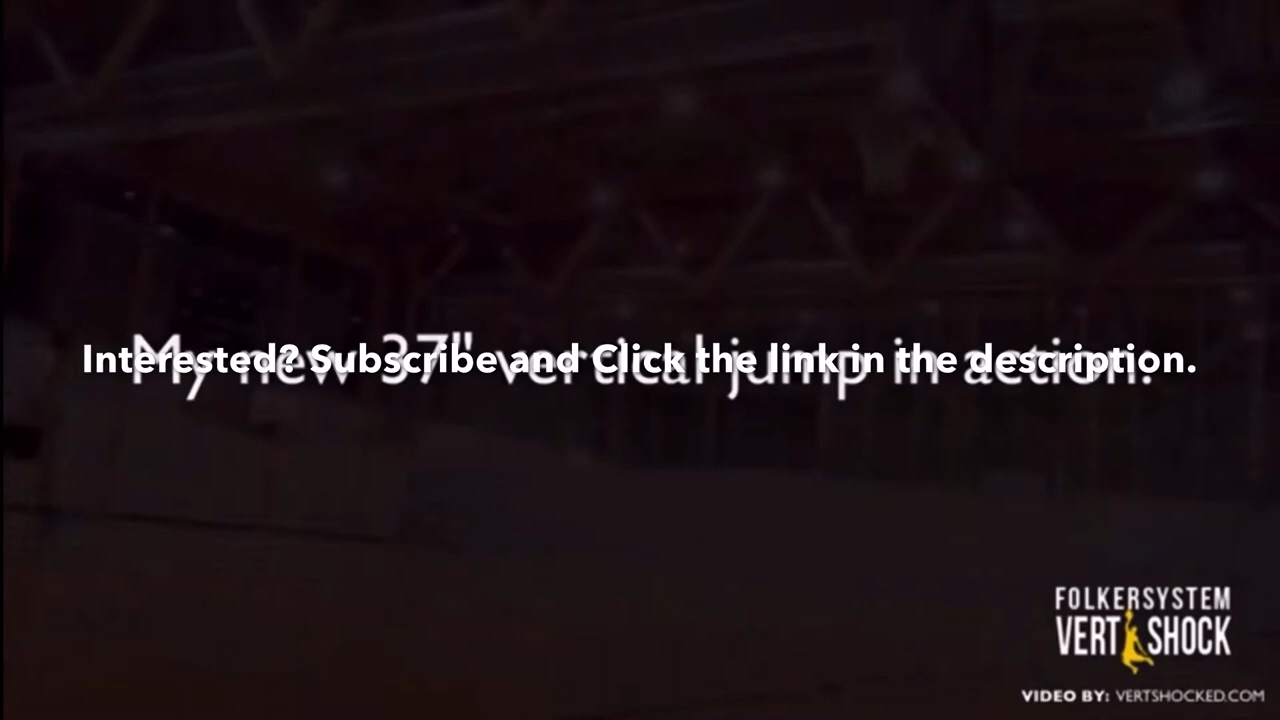 My new 37" vertical jump in action:
Interested? Subscribe and Click the link in the description.
FOLKERSYSTEM
VERT SHOCK
VIDEO BY: VERTSHOCKED.COM